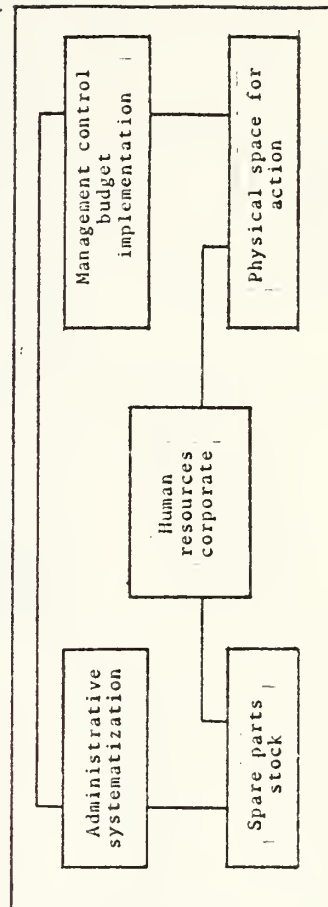 Administrative
systematization
Management control
budget
implementation
Human
resources
corporate
Spare parts
stock
Physical space for
action